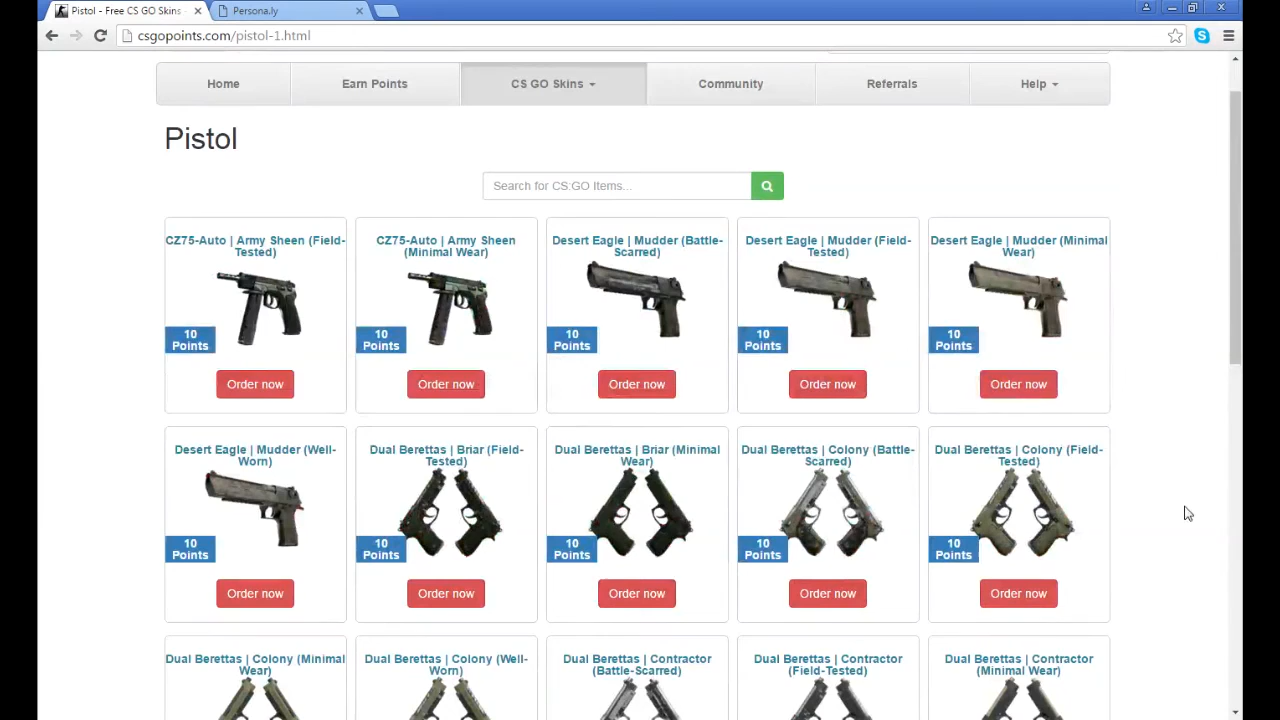 Pistol - Free CS GO Skins -
Persona.ly
csgopoints.com/pistol-1.html
Home
Earn Points
CS GO Skins
Community
Referrals
Help
Pistol
Search for CS:GO Items...
CZ75-Auto | Army Sheen (Field-
Tested)
10
Points
Order now
CZ75-Auto | Army Sheen
(Minimal Wear)
10
Points
Order now
Desert Eagle | Mudder (Battle-
Scarred)
10
Points
Order now
Desert Eagle | Mudder (Field-
Tested)
10
Points
Order now
Desert Eagle | Mudder (Minimal
Wear)
10
Points
Order now
Desert Eagle | Mudder (Well-
Worn)
10
Points
Order now
Dual Berettas | Briar (Field-
Tested)
10
Points
Order now
Dual Berettas | Briar (Minimal
Wear)
10
Points
Order now
Dual Berettas | Colony (Battle-
Scarred)
10
Points
Order now
Dual Berettas | Colony (Field-
Tested)
10
Points
Order now
Dual Berettas | Colony (Minimal
Wear)
Dual Berettas | Colony (Well-
Worn)
Dual Berettas | Contractor
(Battle-Scarred)
Dual Berettas | Contractor
(Field-Tested)
Dual Berettas | Contractor
(Minimal Wear)